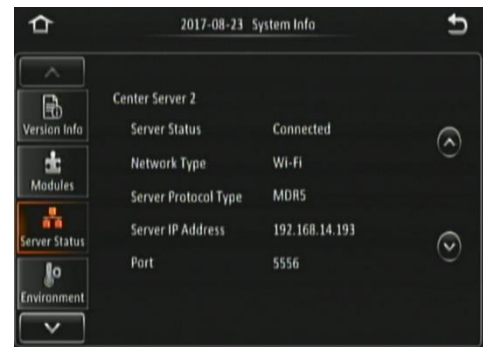 2017-08-23 System Info
Version Info
Modules
Server Status
Environment
Center Server 2
Server Status Connected
Network Type Wi-Fi
Server Protocol Type MDR5
Server IP Address 192.168.14.193
Port 5556